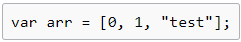 var arr = [0, 1, "test"];